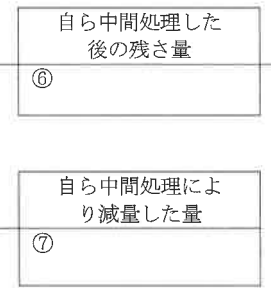 自ら中間処理した
後の残さ量
⑥
自ら中間処理によ
り減量した量
⑦